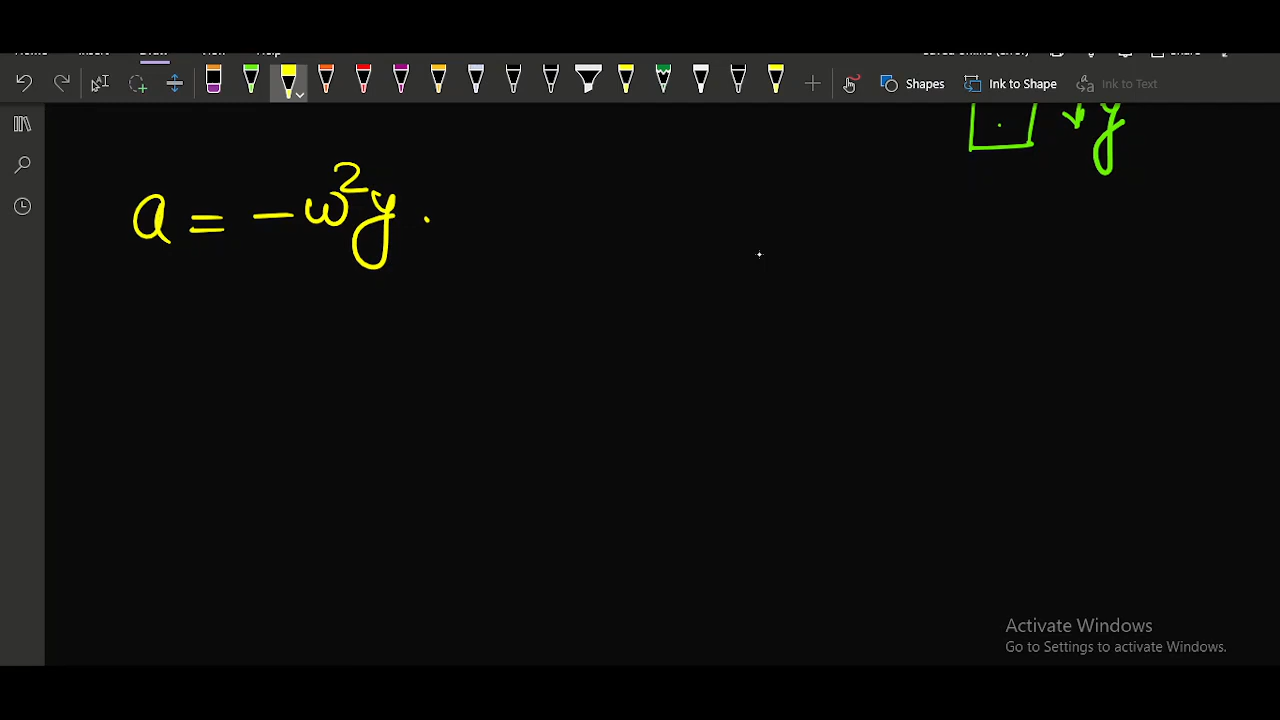 Ink to Shape
Shapes
Ink to Text
y
a = -ω²y.
Activate Windows
Go to Settings to activate Windows.